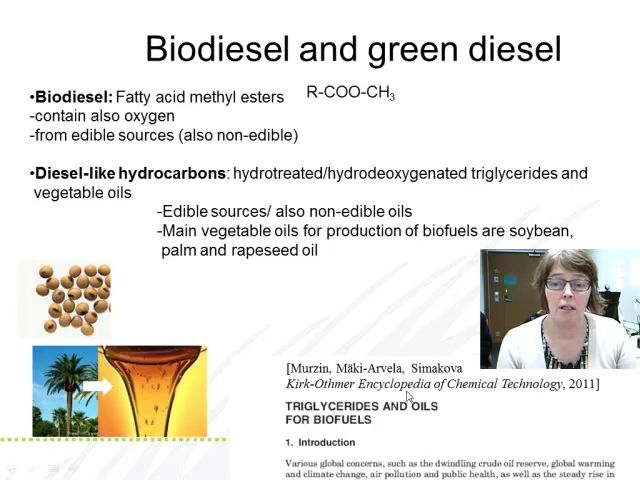 Biodiesel and green diesel
•Biodiesel: Fatty acid methyl esters R-COO-CH₃
-contain also oxygen
-from edible sources (also non-edible)
•Diesel-like hydrocarbons: hydrotreated/hydrodeoxygenated triglycerides and
vegetable oils
-Edible sources/ also non-edible oils
-Main vegetable oils for production of biofuels are soybean,
palm and rapeseed oil
[Murzin, Mäki-Arvela, Simakova
Kirk-Othmer Encyclopedia of Chemical Technology, 2011]
TRIGLYCERIDES AND OILS
FOR BIOFUELS
1. Introduction
Various global concerns, such as the dwindling crude oil reserve, global warming
and climate change, air pollution and public health, as well as the steady rise in